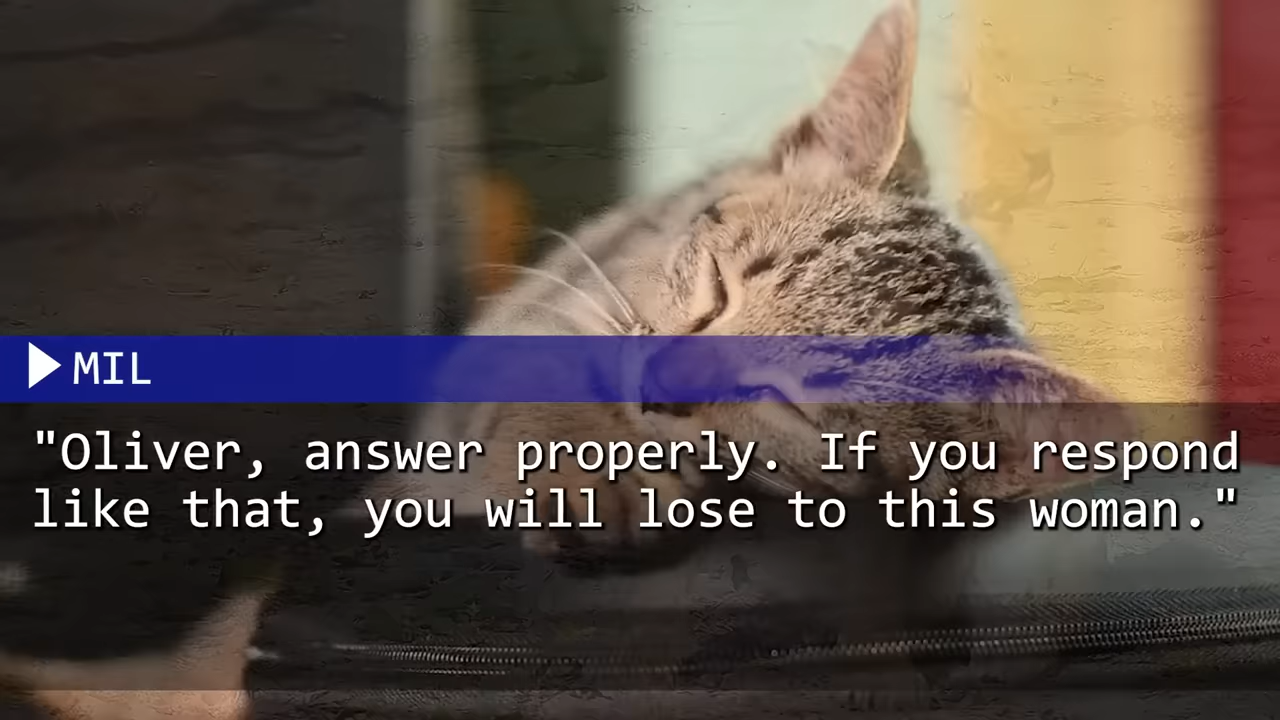 MIL
"Oliver, answer properly. If you respond
like that, you will lose to this woman."